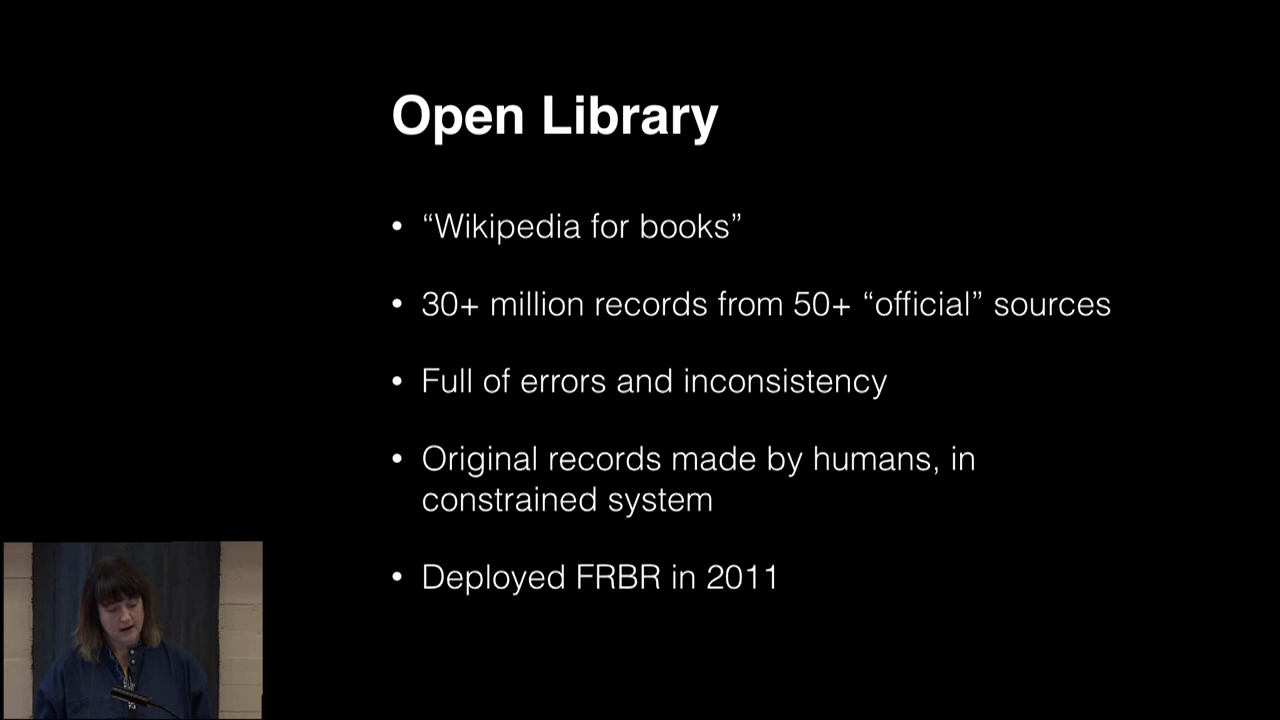 Open Library
• “Wikipedia for books”
• 30+ million records from 50+ “official” sources
• Full of errors and inconsistency
• Original records made by humans, in
constrained system
• Deployed FRBR in 2011